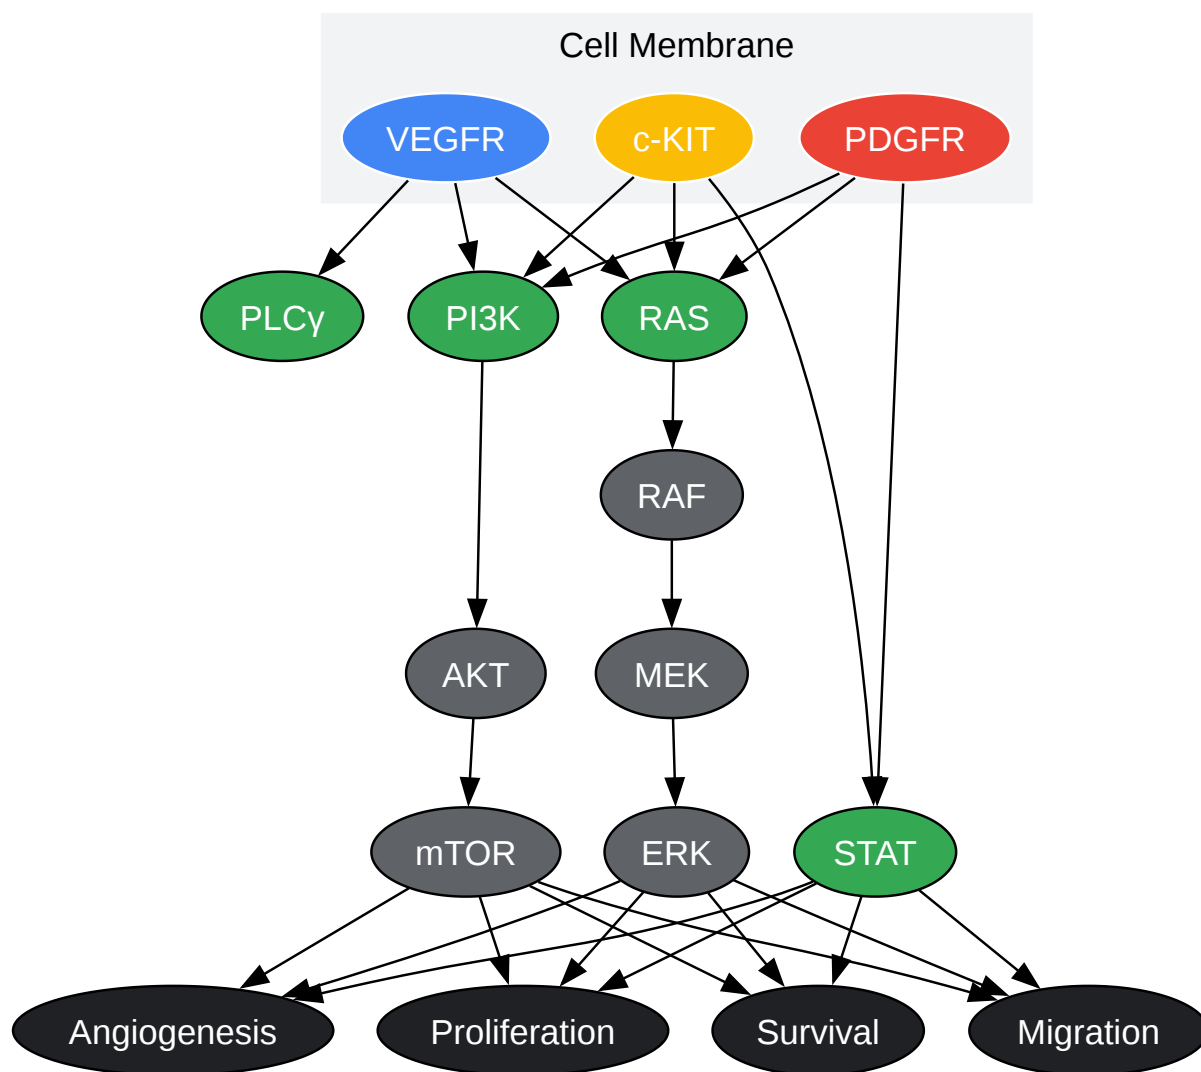 Cell Membrane
VEGFR
c-KIT
PDGFR
PLCγ
PI3K
RAS
RAF
AKT
MEK
mTOR
ERK
STAT
Angiogenesis
Proliferation
Survival
Migration